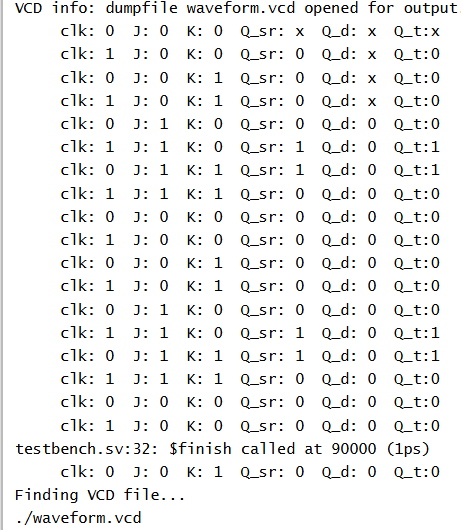 VCD info: dumpfile waveform.vcd opened for output.
clk: 0 J: 0 K: 0 Q_sr: x Q_d: x Q_t:x
clk: 1 J: 0 K: 0 Q_sr: 0 Q_d: x Q_t:0
clk: 0 J: 0 K: 1 Q_sr: 0 Q_d: x Q_t:0
clk: 1 J: 0 K: 1 Q_sr: 0 Q_d: x Q_t:0
clk: 0 J: 1 K: 0 Q_sr: 0 Q_d: 0 Q_t:0
clk: 1 J: 1 K: 0 Q_sr: 1 Q_d: 0 Q_t:1
clk: 0 J: 1 K: 1 Q_sr: 1 Q_d: 0 Q_t:1
clk: 1 J: 1 K: 1 Q_sr: 0 Q_d: 0 Q_t:0
clk: 0 J: 0 K: 0 Q_sr: 0 Q_d: 0 Q_t:0
clk: 1 J: 0 K: 0 Q_sr: 0 Q_d: 0 Q_t:0
clk: 0 J: 0 K: 1 Q_sr: 0 Q_d: 0 Q_t:0
clk: 1 J: 0 K: 1 Q_sr: 0 Q_d: 0 Q_t:0
clk: 0 J: 1 K: 0 Q_sr: 0 Q_d: 0 Q_t:0
clk: 1 J: 1 K: 0 Q_sr: 1 Q_d: 0 Q_t:1
clk: 0 J: 1 K: 1 Q_sr: 1 Q_d: 0 Q_t:1
clk: 1 J: 1 K: 1 Q_sr: 0 Q_d: 0 Q_t:0
clk: 0 J: 0 K: 0 Q_sr: 0 Q_d: 0 Q_t:0
clk: 1 J: 0 K: 0 Q_sr: 0 Q_d: 0 Q_t:0
testbench.sv:32: $finish called at 90000 (1ps)
clk: 0 J: 0 K: 1 Q_sr: 0 Q_d: 0 Q_t:0
Finding VCD file...
./waveform.vcd